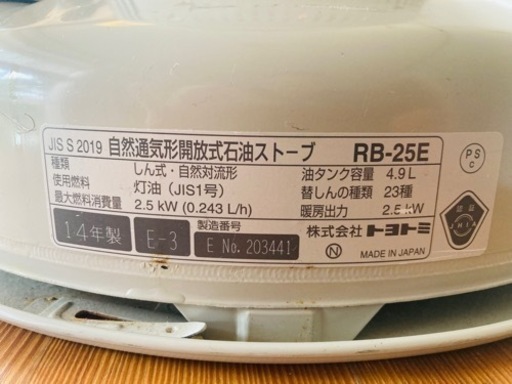 JIS S 2019 自然通気形開放式石油ストーブ RB-25E
種類 しん式・自然対流形 油タンク容量 4.9 L
使用燃料 灯油 (JIS1号) 替しんの種類 23種
最大燃料消費量 2.5 kW (0.243 L/h) 暖房出力 2.5 kW
14年製 E-3 製造番号 E No. 203441 株式会社 トヨトミ
N MADE IN JAPAN
PS C
認証
JHIA